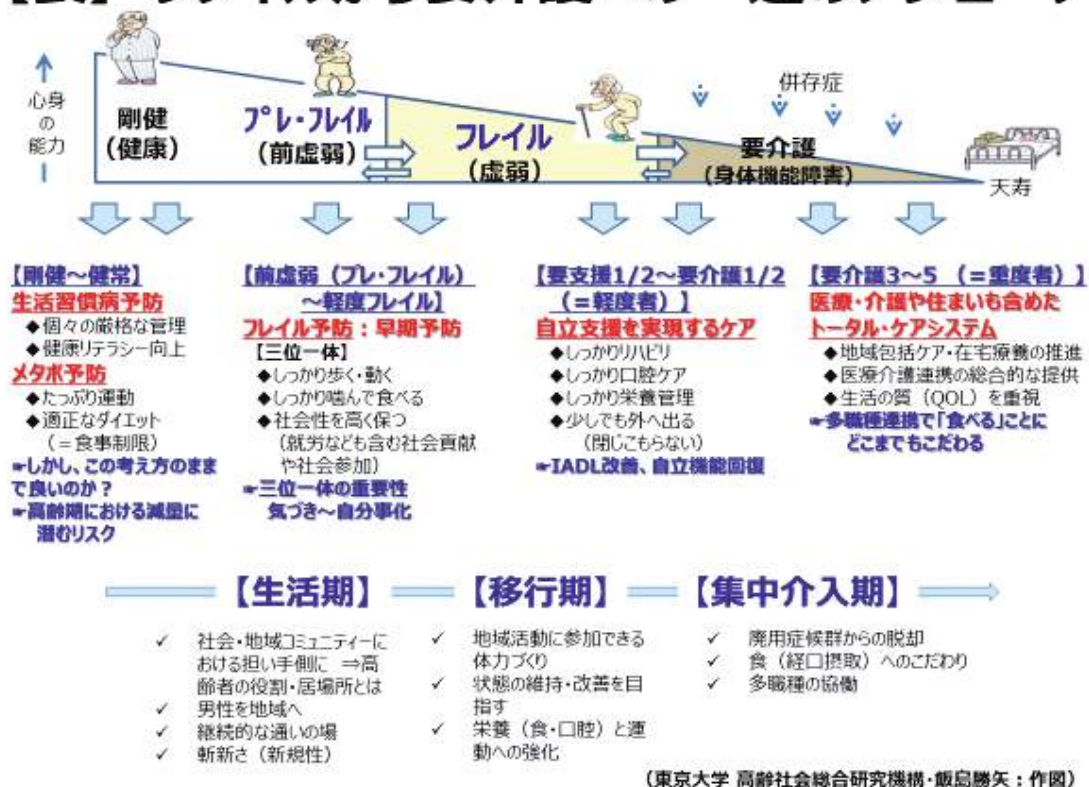 心身
の
能力
剛健
(健康)
プレ・フレイル
(前虚弱)
フレイル
(虚弱)
併存症
要介護
(身体機能障害)
天寿
【剛健~健常】
生活習慣病予防
◆個々の厳格な管理
◆健康リテラシー向上
メタボ予防
◆たっぷり運動
◆適正なダイエット
(=食事制限)
☛しかし、この考え方のまま
で良いのか?
☛高齢期における減量に
潜むリスク
【前虚弱(プレ・フレイル)
~軽度フレイル】
フレイル予防:早期予防
【三位一体】
◆しっかり歩く・動く
◆しっかり噛んで食べる
◆社会性を高く保つ
(就労なども含む社会貢献
や社会参加)
☛三位一体の重要性
気づき~自分事化
【要支援1/2~要介護1/2
(=軽度者)】
自立支援を実現するケア
◆しっかりリハビリ
◆しっかり口腔ケア
◆しっかり栄養管理
◆少しでも外へ出る
(閉じこもらない)
☛IADL改善、自立機能回復
【要介護3~5 (=重度者)】
医療・介護や住まいも含めた
トータル・ケアシステム
◆地域包括ケア・在宅療養の推進
◆医療介護連携の総合的な提供
◆生活の質(QOL)を重視
☛多職種連携で「食べる」ことに
どこまでもこだわる
【生活期】
✓ 社会・地域コミュニティーに
おける担い手側に ⇒高
齢者の役割・居場所とは
✓ 男性を地域へ
✓ 継続的な通いの場
✓ 斬新さ(新規性)
【移行期】
✓ 地域活動に参加できる
体力づくり
✓ 状態の維持・改善を目
指す
✓ 栄養(食・口腔)と運
動への強化
【集中介入期】
✓ 廃用症候群からの脱却
✓ 食(経口摂取)へのこだわり
✓ 多職種の協働
(東京大学 高齢社会総合研究機構・飯島勝矢:作図)